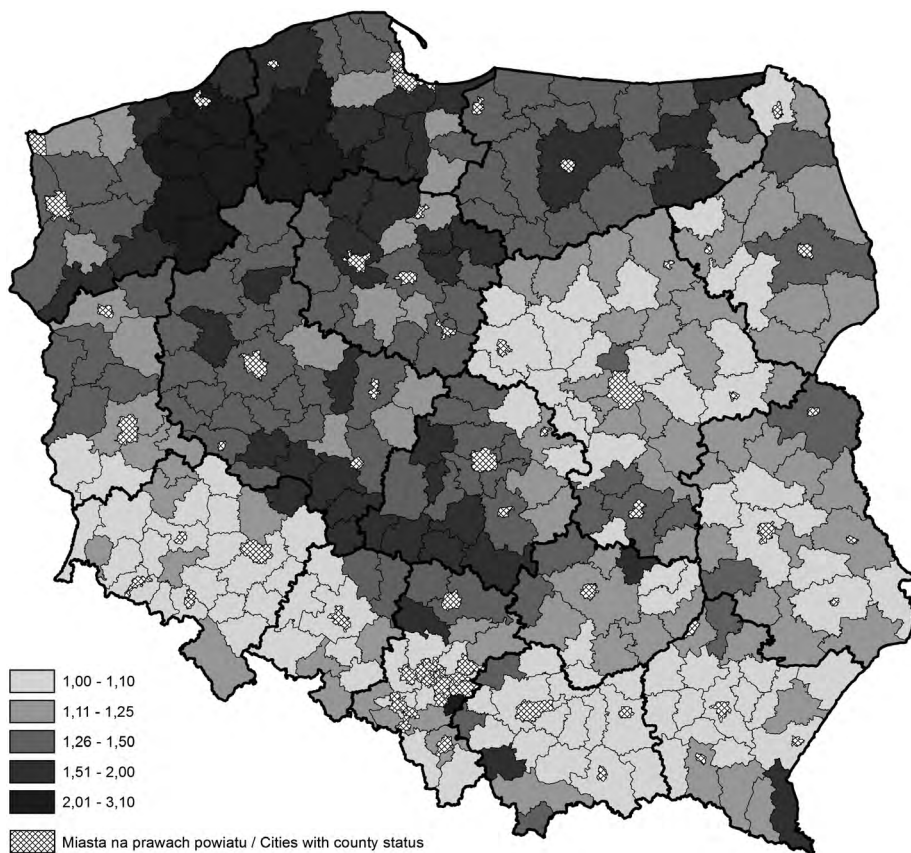 1,00 - 1,10
1,11 - 1,25
1,26 - 1,50
1,51 - 2,00
2,01 - 3,10
Miasta na prawach powiatu / Cities with county status